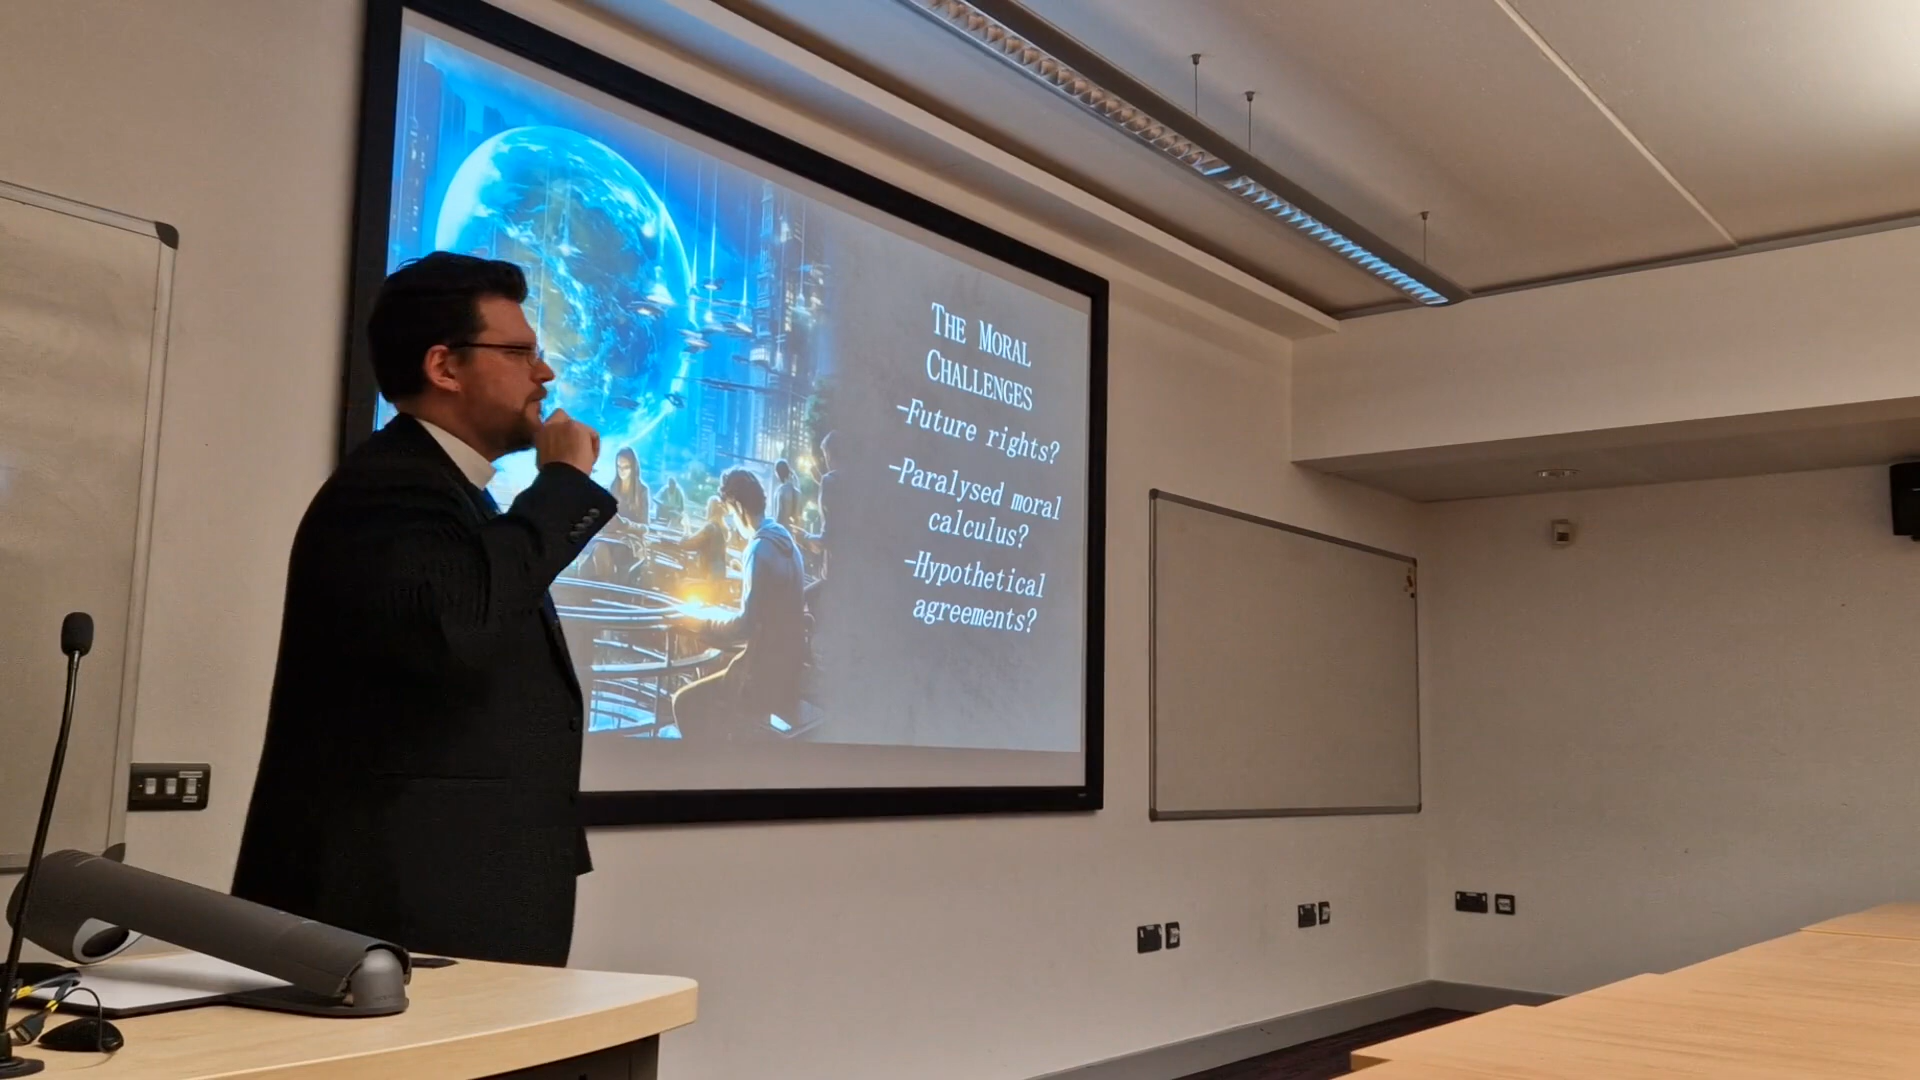 The Moral
Challenges
-Future rights?
-Paralysed moral
calculus?
-Hypothetical
agreements?